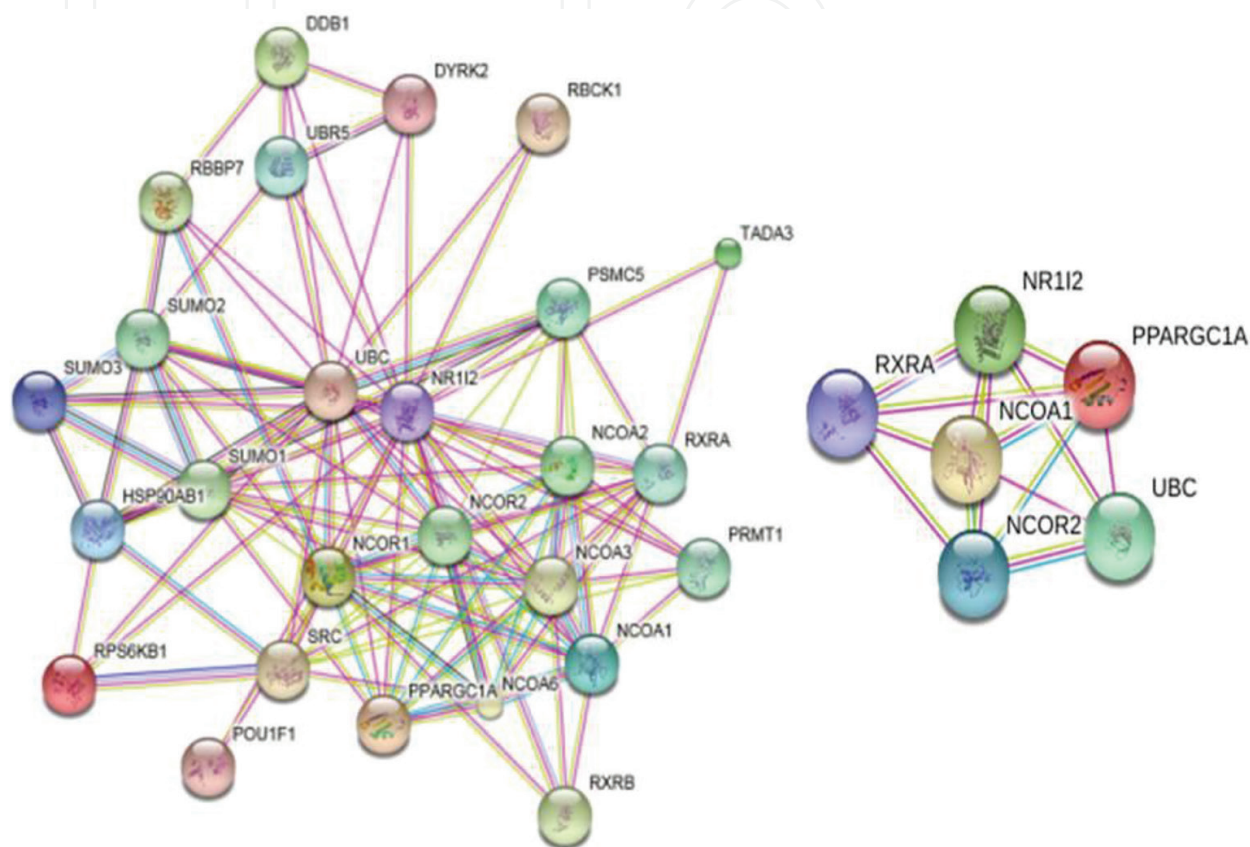 DDB1
DYRK2
RBCK1
UBR5
RBBP7
TADA3
PSMC5
SUMO2
UBC
SUMO3
NR1I2
NCOA2
RXRA
SUMO1
HSP90AB1
NCOR2
PRMT1
NCOR1
NCOA3
NCOA1
SRC
RPS6KB1
PPARGC1A
NCOA6
POU1F1
RXRB
NR1I2
PPARGC1A
RXRA
NCOA1
UBC
NCOR2